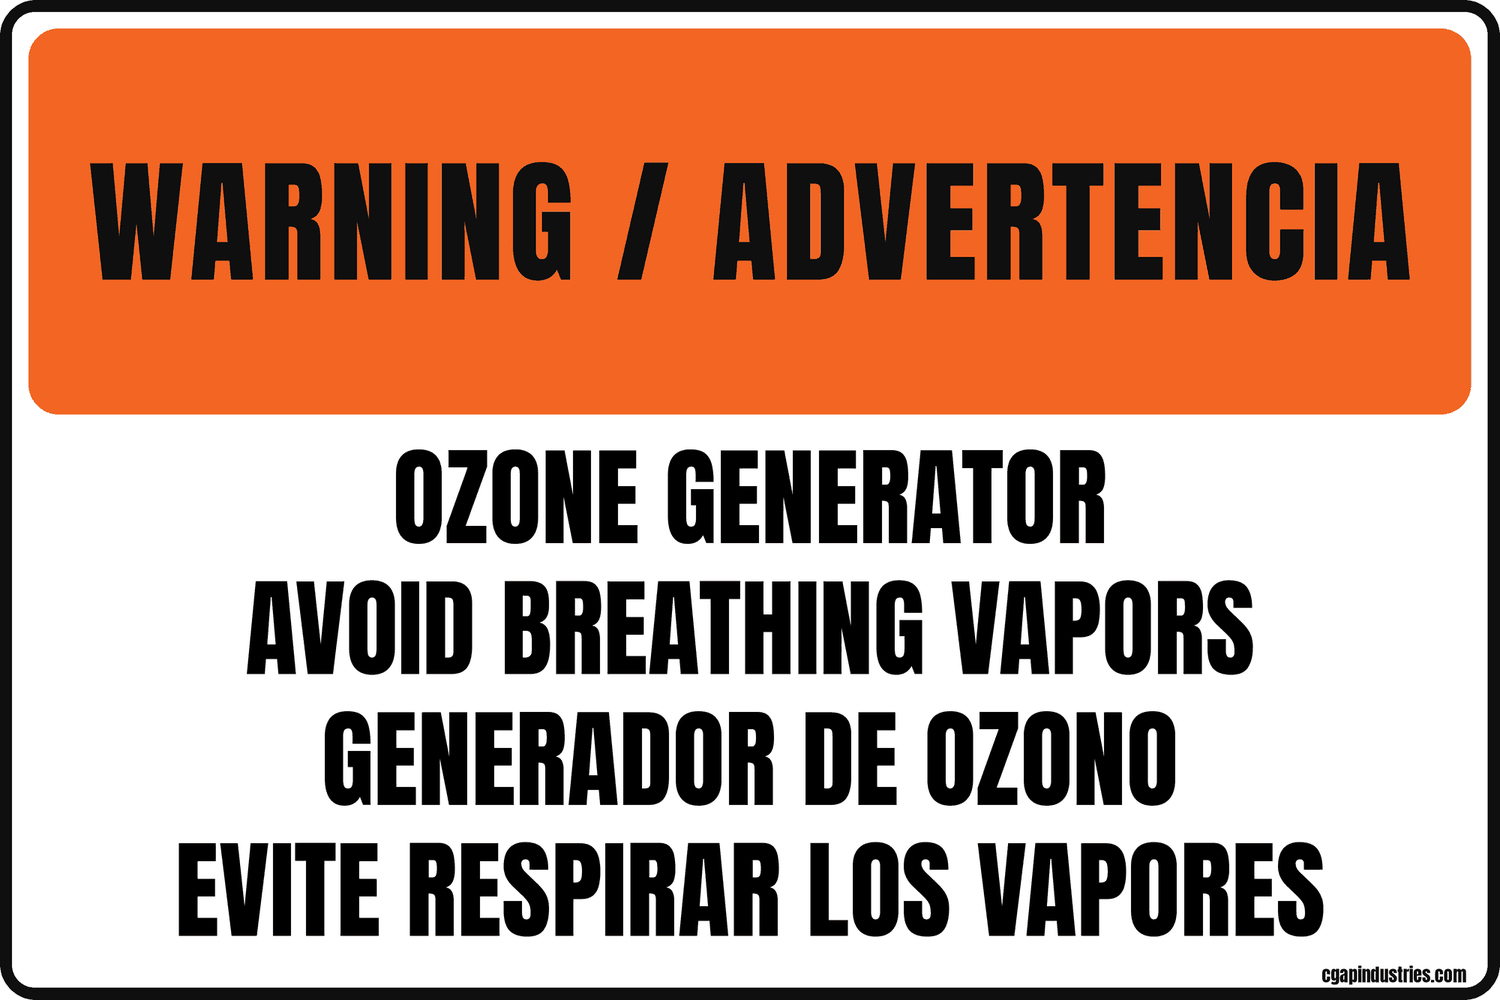 WARNING / ADVERTENCIA
OZONE GENERATOR
AVOID BREATHING VAPORS
GENERADOR DE OZONO
EVITE RESPIRAR LOS VAPORES
cgapindustries.com